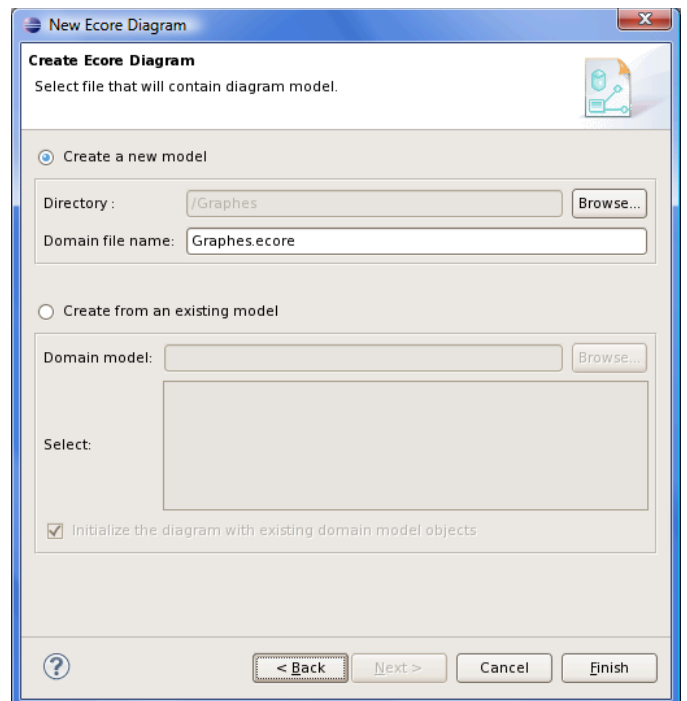 New Ecore Diagram
X
Create Ecore Diagram
Select file that will contain diagram model.
Create a new model
Directory : /Graphes Browse...
Domain file name: Graphes.ecore
Create from an existing model
Domain model: Browse...
Select:
Initialize the diagram with existing domain model objects
? < Back Next > Cancel Finish